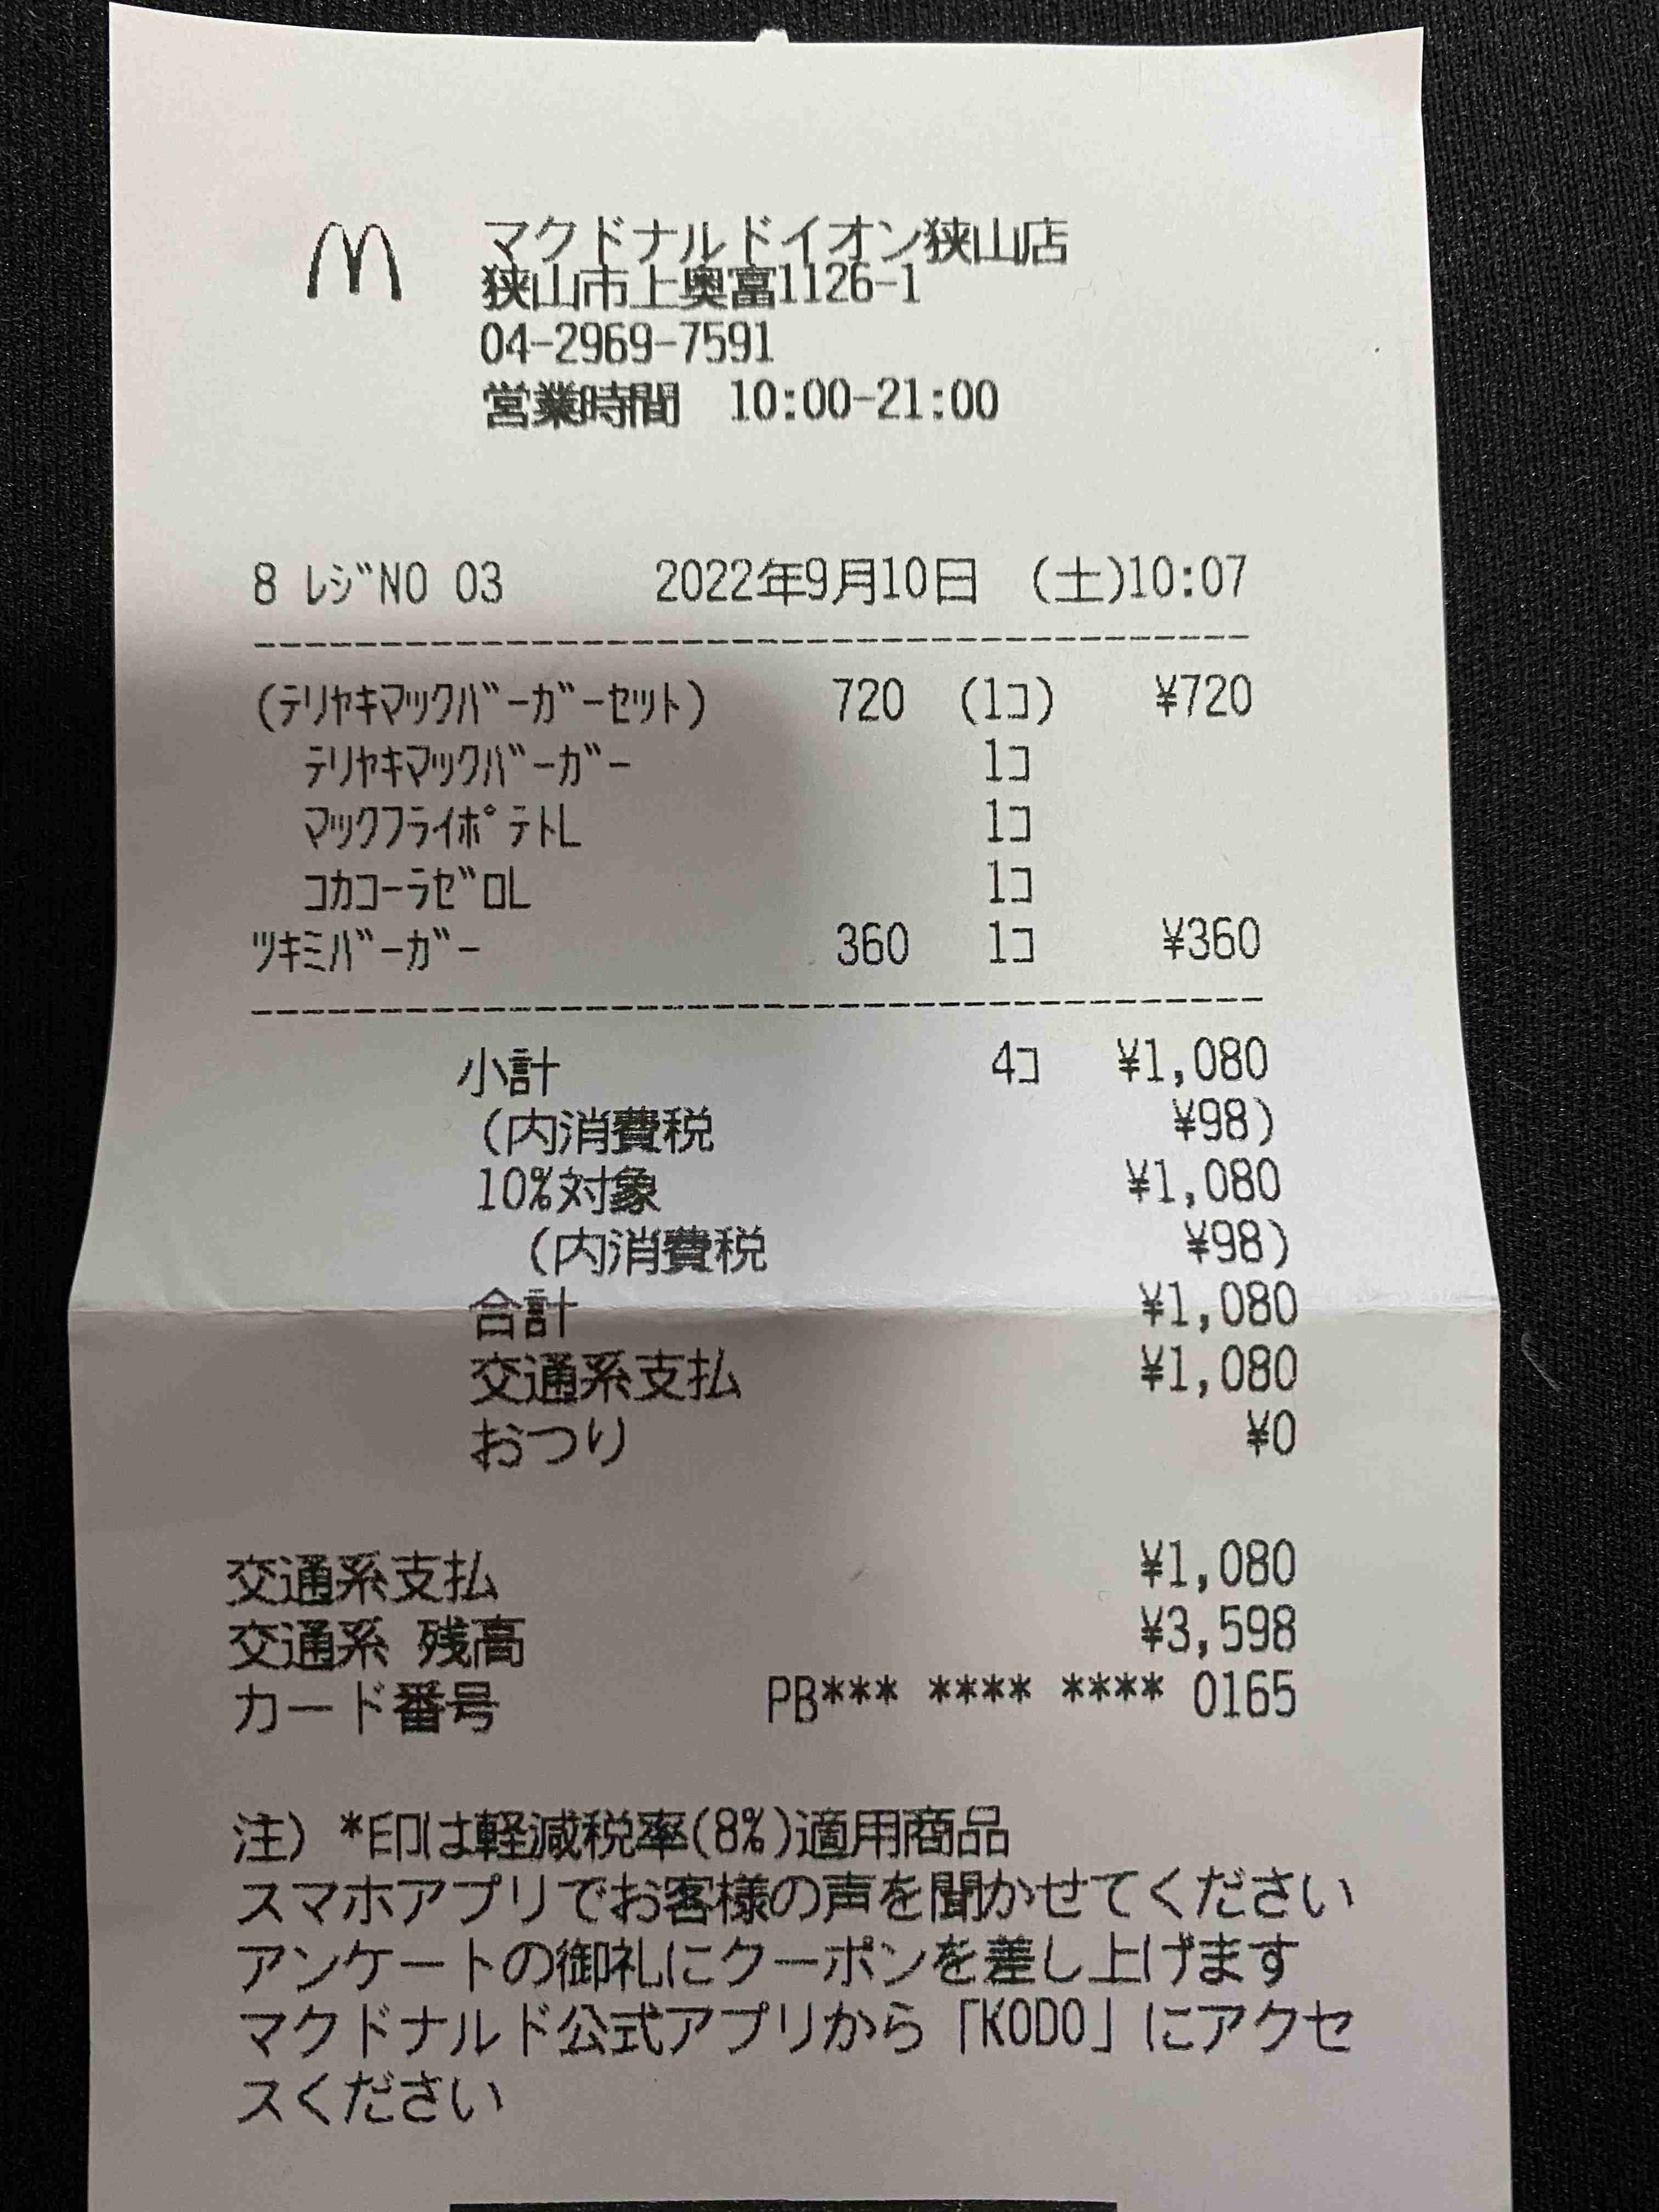 マクドナルドイオン狭山店
狭山市上奥富1126-1
04-2969-7591
営業時間 10:00-21:00
8 ﾚｼﾞNO 03 2022年9月10日 (土)10:07
(ﾃﾘﾔｷﾏｯｸﾊﾞｰｶﾞｰｾｯﾄ) 720 (1ｺ) ¥720
ﾃﾘﾔｷﾏｯｸﾊﾞｰｶﾞｰ 1ｺ
ﾏｯｸﾌﾗｲﾎﾟﾃﾄL 1ｺ
ｺｶｺｰﾗｾﾞﾛL 1ｺ
ﾂｷﾐﾊﾞｰｶﾞｰ 360 1ｺ ¥360
小計 4ｺ ¥1,080
(内消費税 ¥98)
10%対象 ¥1,080
(内消費税 ¥98)
合計 ¥1,080
交通系支払 ¥1,080
おつり ¥0
交通系支払 ¥1,080
交通系 残高 ¥3,598
カード番号 PB*** **** **** 0165
注) *印は軽減税率(8%)適用商品
スマホアプリでお客様の声を聞かせてください
アンケートの御礼にクーポンを差し上げます
マクドナルド公式アプリから「KODO」にアクセ
スください